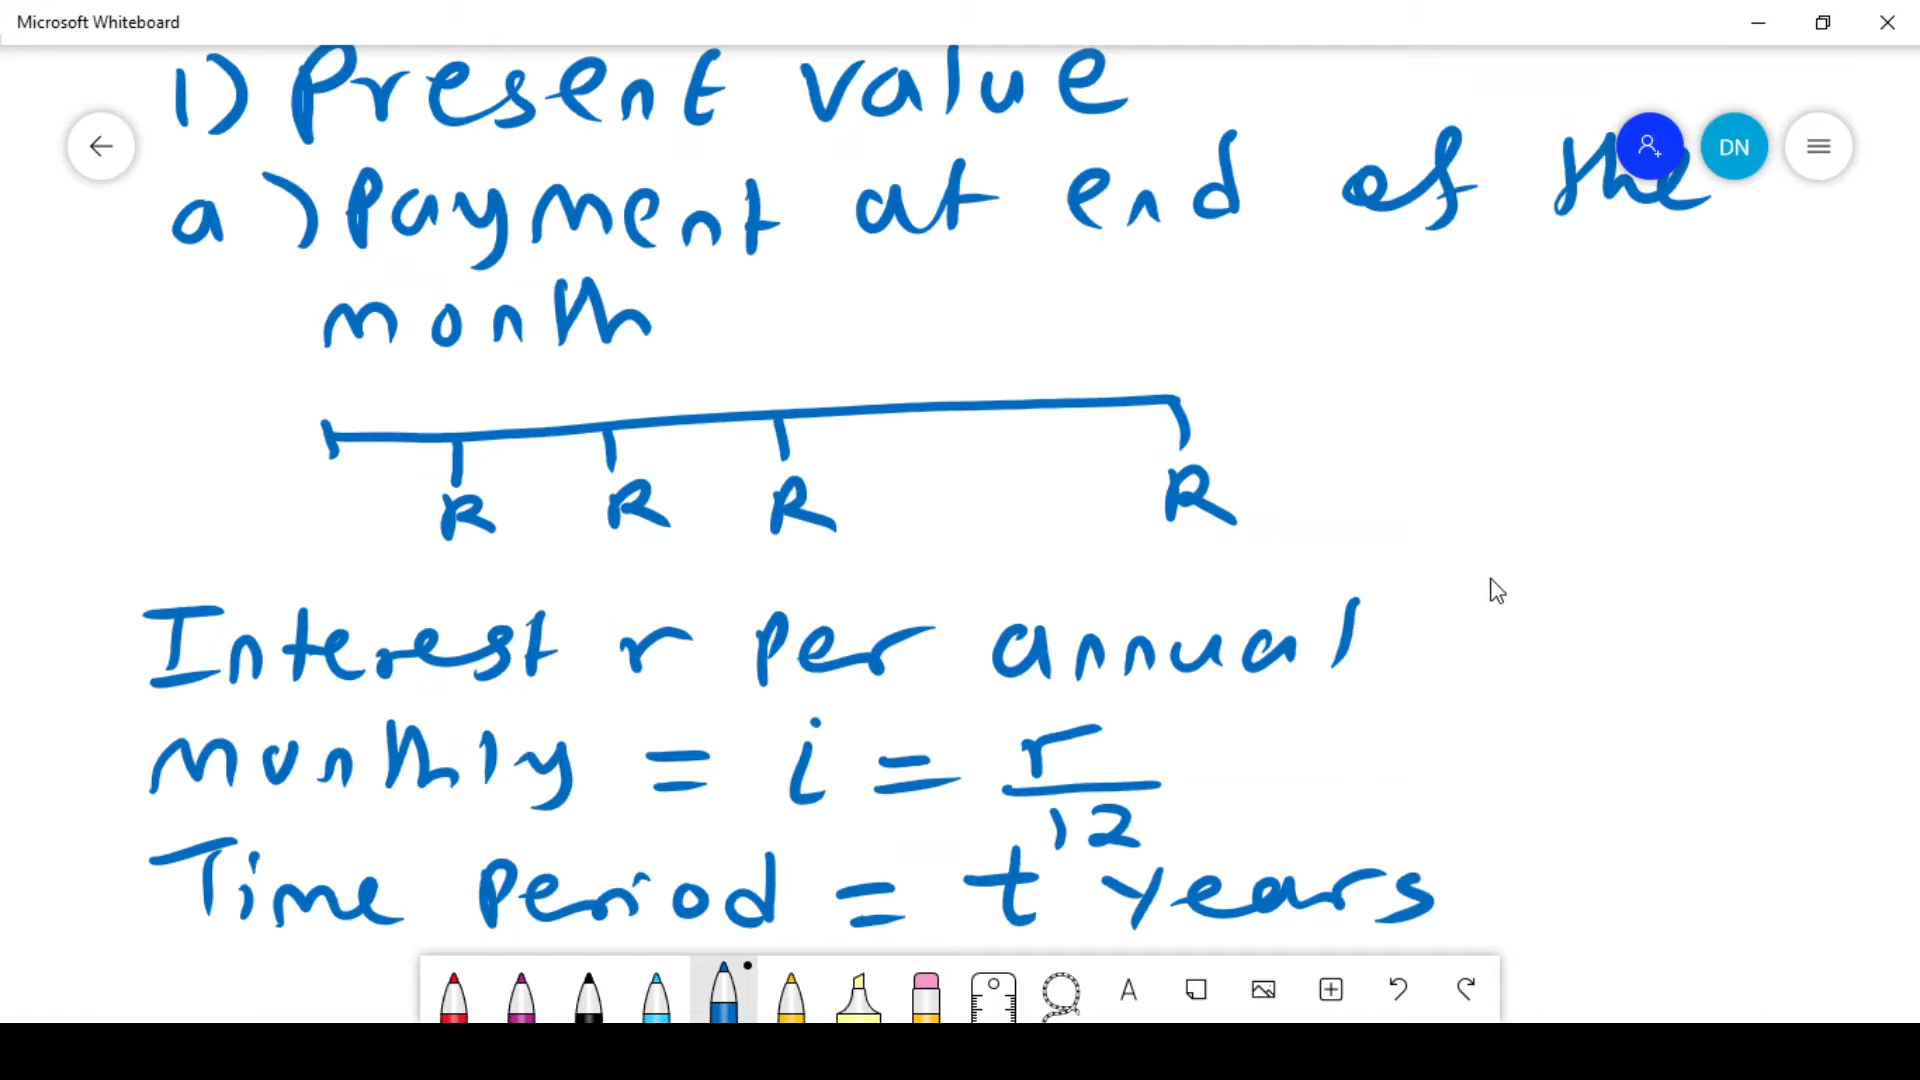 Microsoft Whiteboard
1) Present value
a) Payment at end of the
month
DN
R R R R
Interest r per annual
monthly = i = r/12
Time period = t years
A